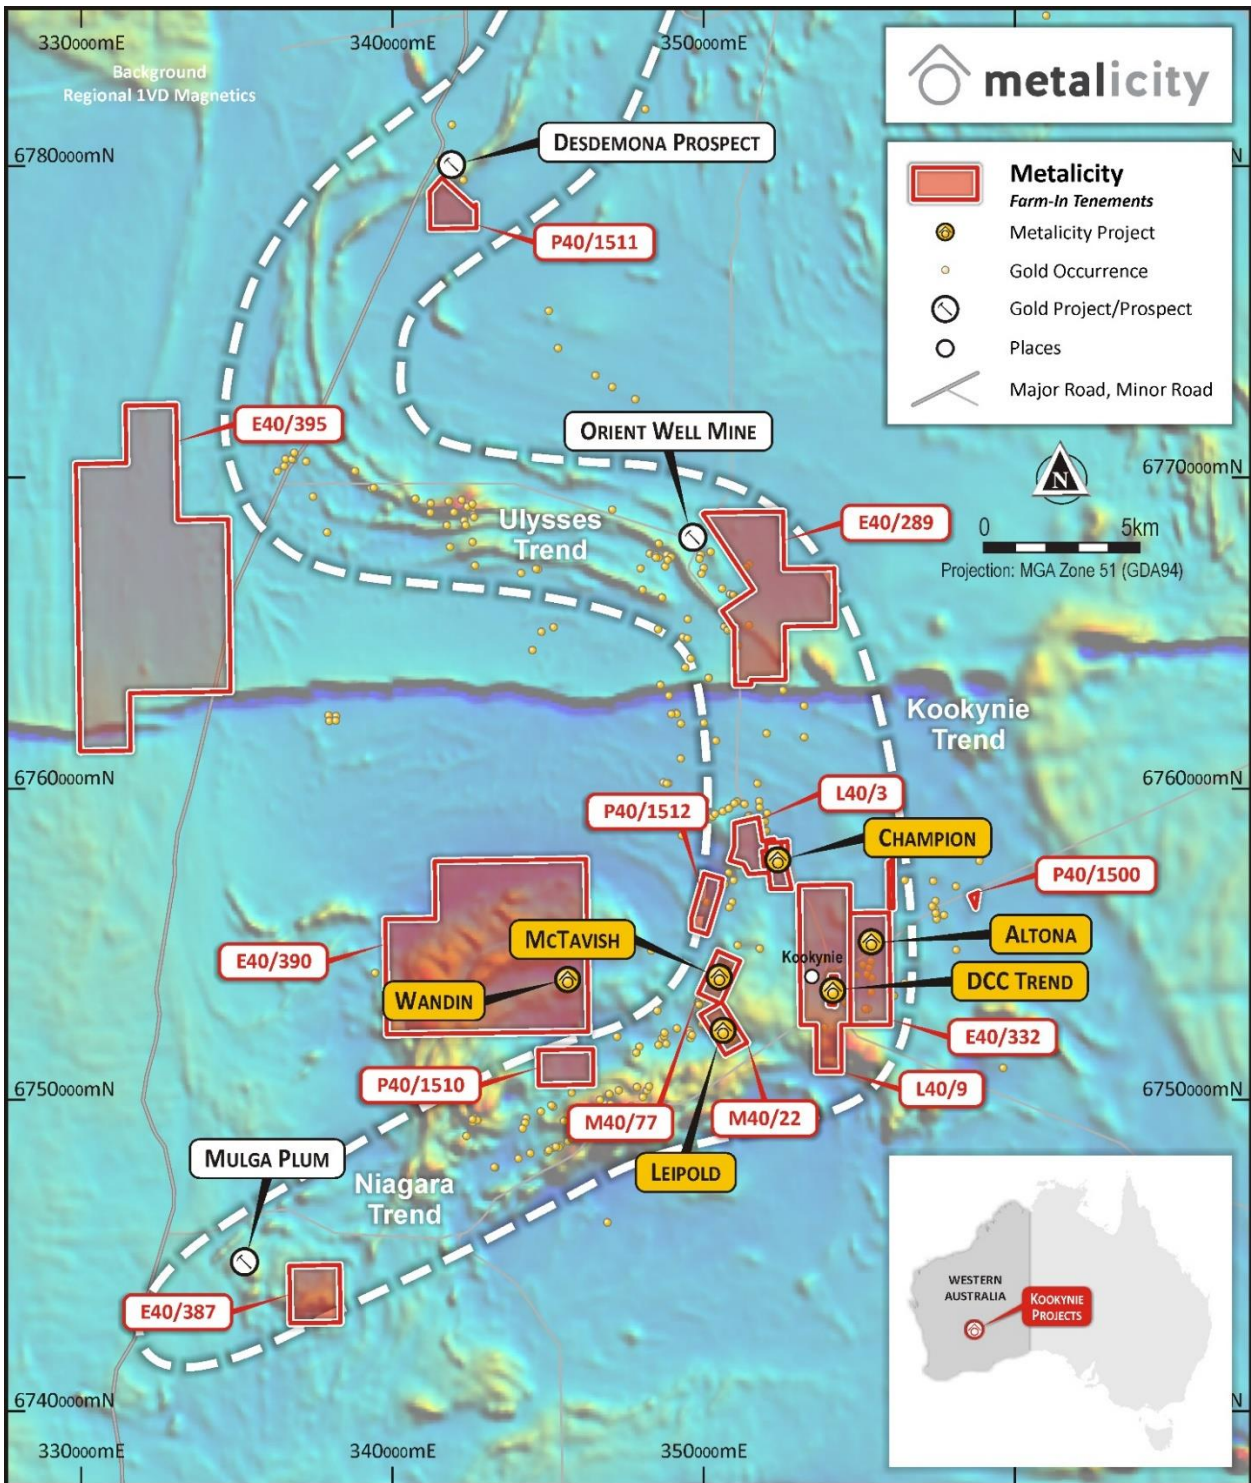 330000mE
340000mE
350000mE
Background
Regional 1VD Magnetics
metalicity
6780000mN
N
DESDEMONA PROSPECT
P40/1511
Metalicity
Farm-In Tenements
Metalicity Project
Gold Occurrence
Gold Project/Prospect
Places
Major Road, Minor Road
E40/395
ORIENT WELL MINE
6770000mN
N
Ulysses
Trend
E40/289
0
5km
Projection: MGA Zone 51 (GDA94)
Kookynie
Trend
6760000mN
6760000mN
P40/1512
L40/3
CHAMPION
P40/1500
MCTAVISH
ALTONA
E40/390
Kookynie
WANDIN
DCC TREND
E40/332
P40/1510
L40/9
6750000mN
6750000mN
M40/77
M40/22
MULGA PLUM
LEIPOLD
Niagara
Trend
E40/387
WESTERN
AUSTRALIA
KOOKYNIE
PROJECTS
6740000mN
N
330000mE
340000mE
350000mE